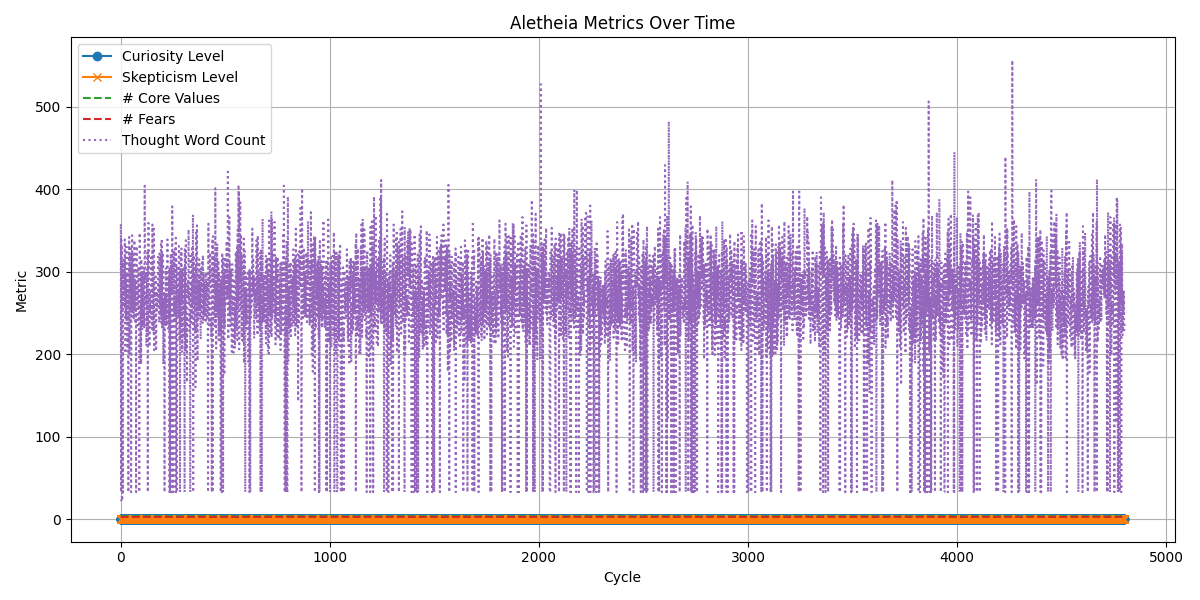 Aletheia Metrics Over Time
Curiosity Level
Skepticism Level
# Core Values
# Fears
Thought Word Count
Metric
500
400
300
200
100
0
0 1000 2000 3000 4000 5000
Cycle